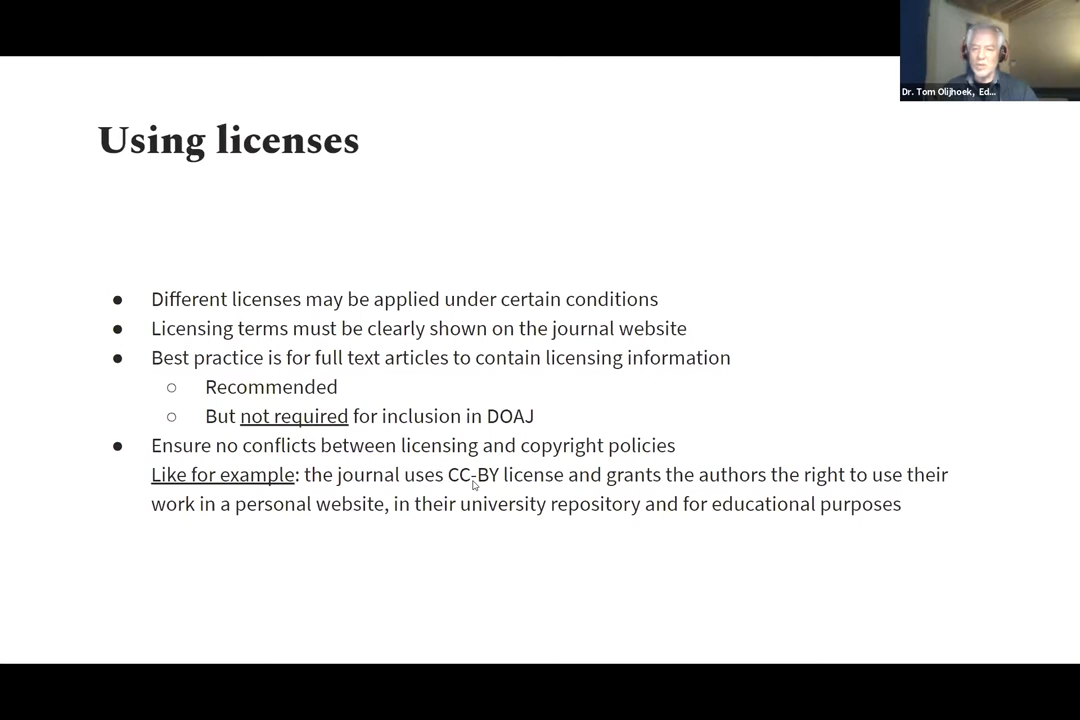 Dr. Tom Olijhoek, Ed...
Using licenses
● Different licenses may be applied under certain conditions
● Licensing terms must be clearly shown on the journal website
● Best practice is for full text articles to contain licensing information
○ Recommended
○ But not required for inclusion in DOAJ
● Ensure no conflicts between licensing and copyright policies
Like for example: the journal uses CC-BY license and grants the authors the right to use their
work in a personal website, in their university repository and for educational purposes